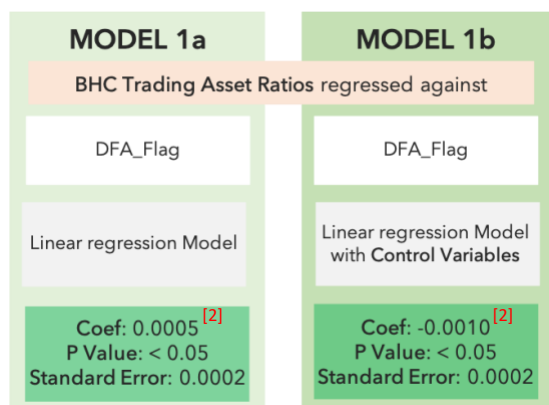 MODEL 1a
MODEL 1b
BHC Trading Asset Ratios regressed against
DFA_Flag
DFA_Flag
Linear regression Model
Linear regression Model
with Control Variables
Coef: 0.0005 [2]
P Value: < 0.05
Standard Error: 0.0002
Coef: -0.0010 [2]
P Value: < 0.05
Standard Error: 0.0002